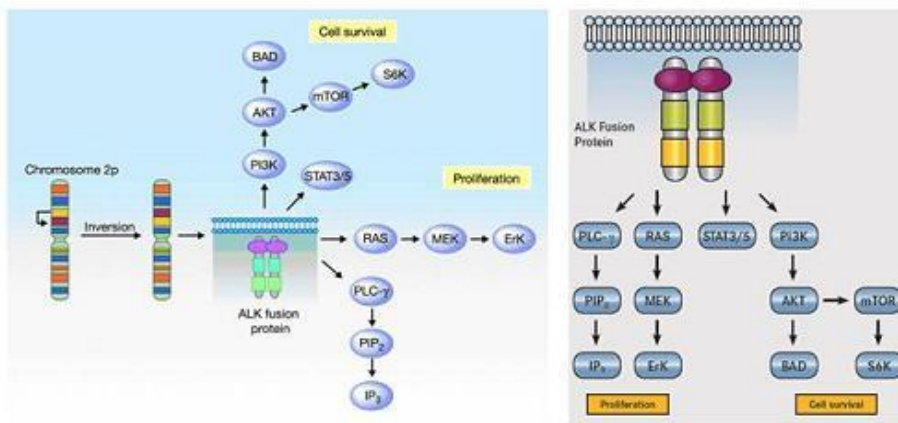 Cell survival
BAD
S6K
mTOR
AKT
PI3K
STAT3/5
Proliferation
Chromosome 2p
Inversion
RAS
MEK
ErK
PLC-γ
ALK fusion
protein
PIP2
IP3
ALK Fusion
Protein
PLC-γ
RAS
STAT3/5
PI3K
PIP2
MEK
AKT
mTOR
IP3
ErK
BAD
S6K
Proliferation
Cell survival